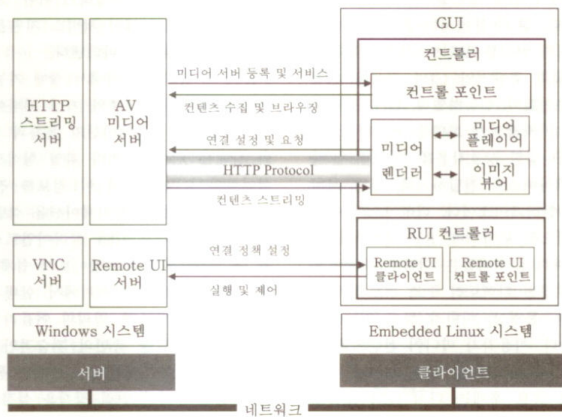 GUI
컨트롤러
미디어 서버 등록 및 서비스
컨트롤 포인트
컨텐츠 수집 및 브라우징
HTTP
스트리밍
서버
AV
미디어
서버
연결 설정 및 요청
미디어
렌더러
미디어
플레이어
HTTP Protocol
이미지
뷰어
컨텐츠 스트리밍
RUI 컨트롤러
VNC
서버
Remote UI
서버
연결 정책 설정
실행 및 제어
Remote UI
클라이언트
Remote UI
컨트롤 포인트
Windows 시스템
Embedded Linux 시스템
서버
클라이언트
네트워크